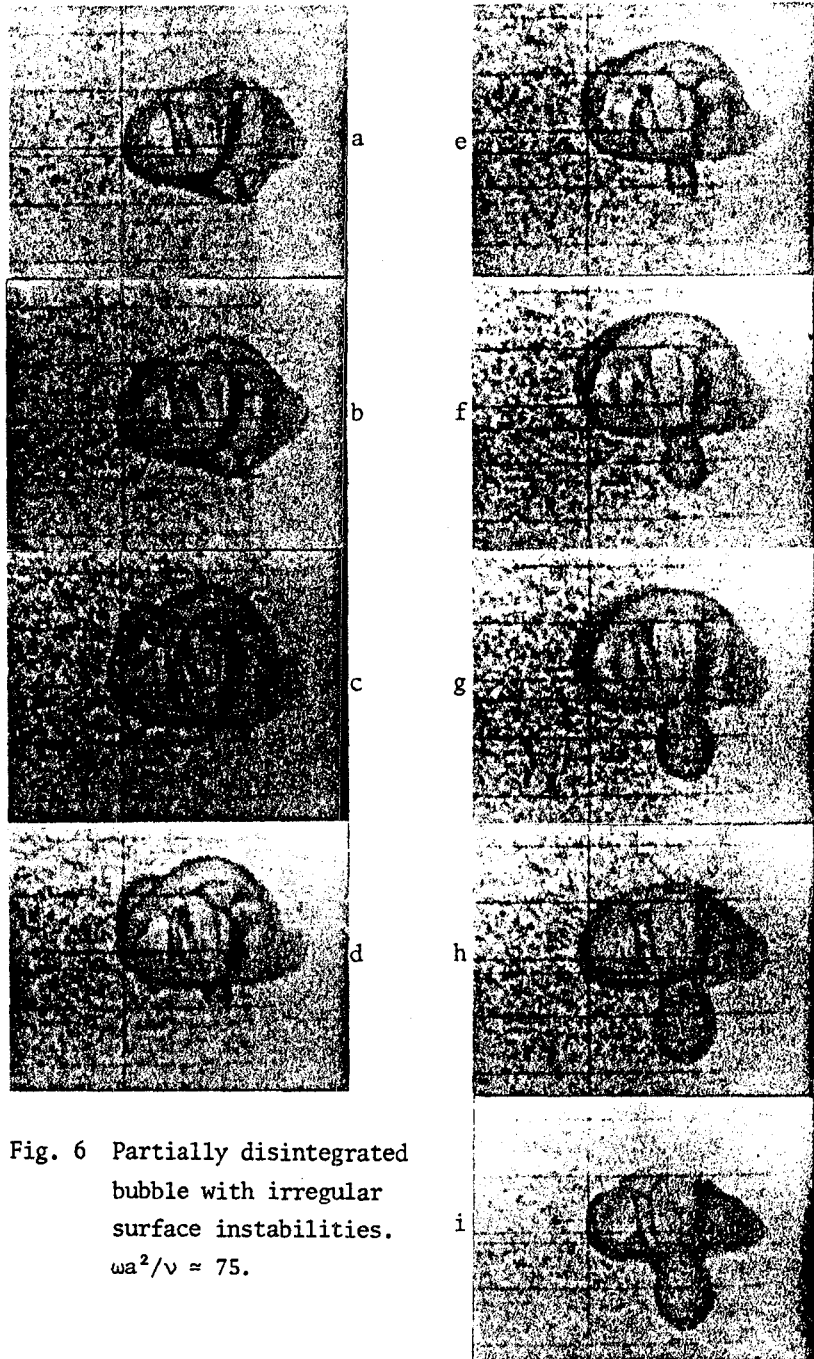 a
b
c
d
Fig. 6 Partially disintegrated
bubble with irregular
surface instabilities.
ωa²/ν ≈ 75.
e
f
g
h
i